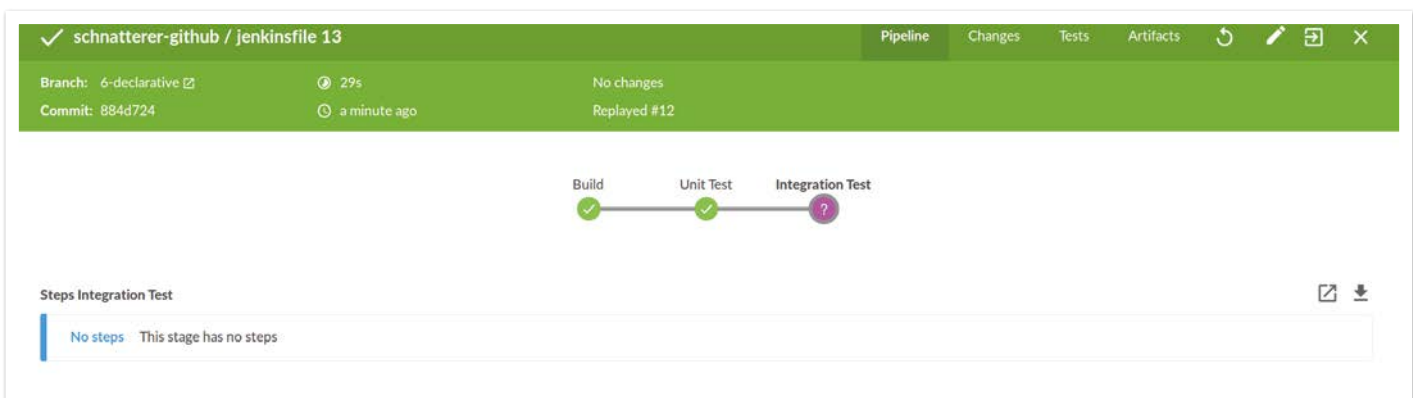 schnatterer-github / jenkinsfile 13 Pipeline Changes Tests Artifacts
Branch: 6-declarative 29s No changes
Commit: 884d724 a minute ago Replayed #12
Build Unit Test Integration Test
?
Steps Integration Test
No steps This stage has no steps